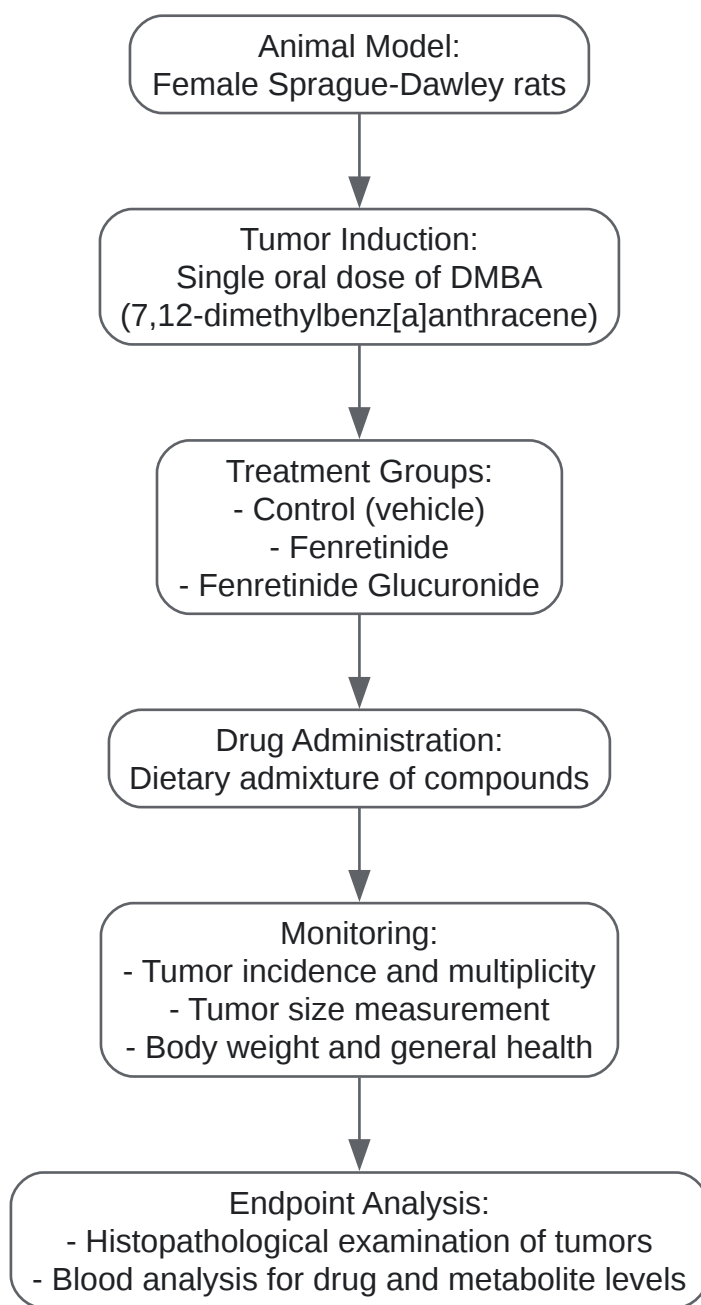 Animal Model:
Female Sprague-Dawley rats
Tumor Induction:
Single oral dose of DMBA
(7,12-dimethylbenz[a]anthracene)
Treatment Groups:
- Control (vehicle)
- Fenretinide
- Fenretinide Glucuronide
Drug Administration:
Dietary admixture of compounds
Monitoring:
- Tumor incidence and multiplicity
- Tumor size measurement
- Body weight and general health
Endpoint Analysis:
- Histopathological examination of tumors
- Blood analysis for drug and metabolite levels